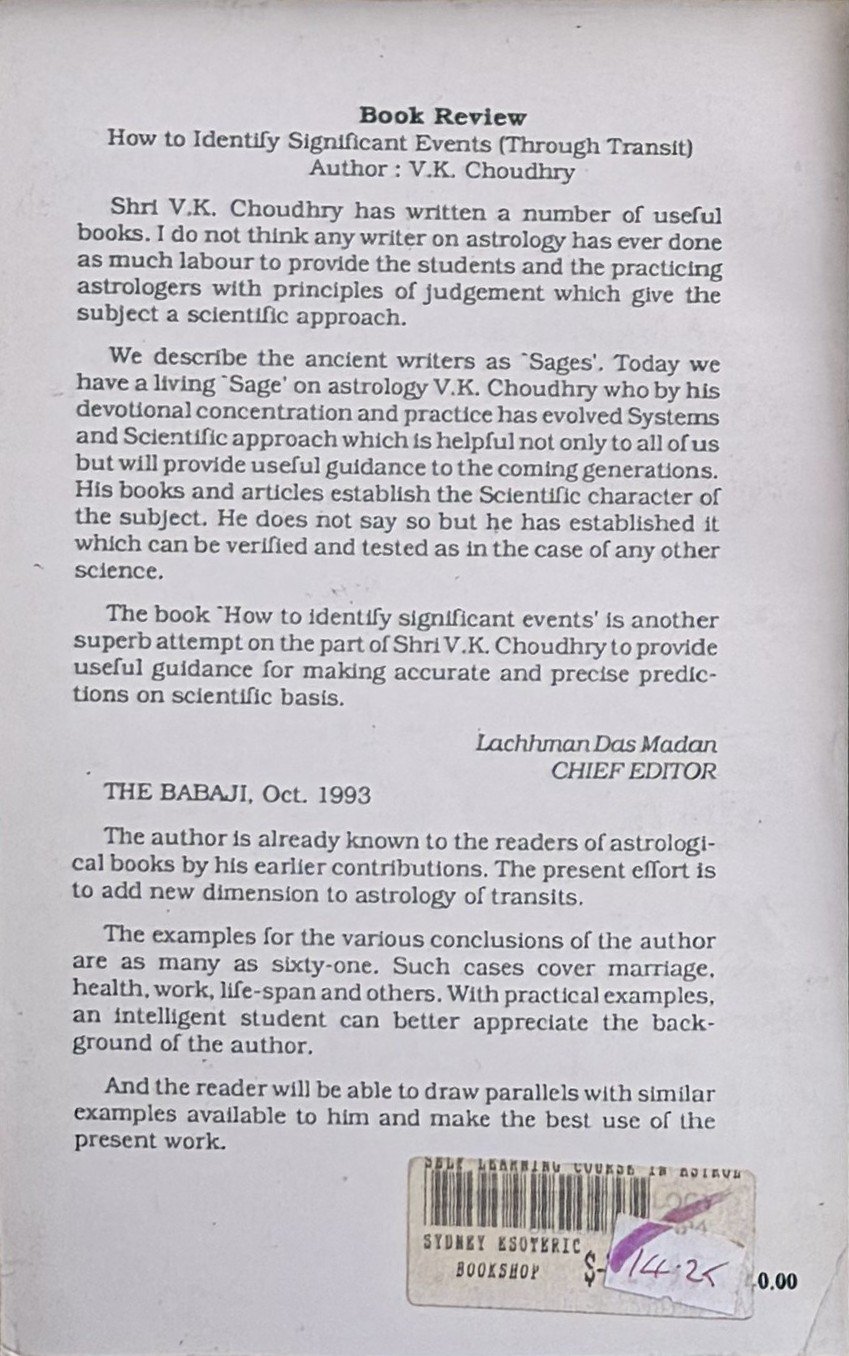 Book Review
How to Identify Significant Events (Through Transit)
Author : V.K. Choudhry
Shri V.K. Choudhry has written a number of useful
books. I do not think any writer on astrology has ever done
as much labour to provide the students and the practicing
astrologers with principles of judgement which give the
subject a scientific approach.
We describe the ancient writers as `Sages'. Today we
have a living `Sage' on astrology V.K. Choudhry who by his
devotional concentration and practice has evolved Systems
and Scientific approach which is helpful not only to all of us
but will provide useful guidance to the coming generations.
His books and articles establish the Scientific character of
the subject. He does not say so but he has established it
which can be verified and tested as in the case of any other
science.
The book `How to identify significant events' is another
superb attempt on the part of Shri V.K. Choudhry to provide
useful guidance for making accurate and precise predic-
tions on scientific basis.
Lachhman Das Madan
CHIEF EDITOR
THE BABAJI, Oct. 1993
The author is already known to the readers of astrologi-
cal books by his earlier contributions. The present effort is
to add new dimension to astrology of transits.
The examples for the various conclusions of the author
are as many as sixty-one. Such cases cover marriage,
health, work, life-span and others. With practical examples,
an intelligent student can better appreciate the back-
ground of the author.
And the reader will be able to draw parallels with similar
examples available to him and make the best use of the
present work.
SELF LEARNING COURSE IN
SYDNEY ESOTERIC
BOOKSHOP $
14.25
0.00